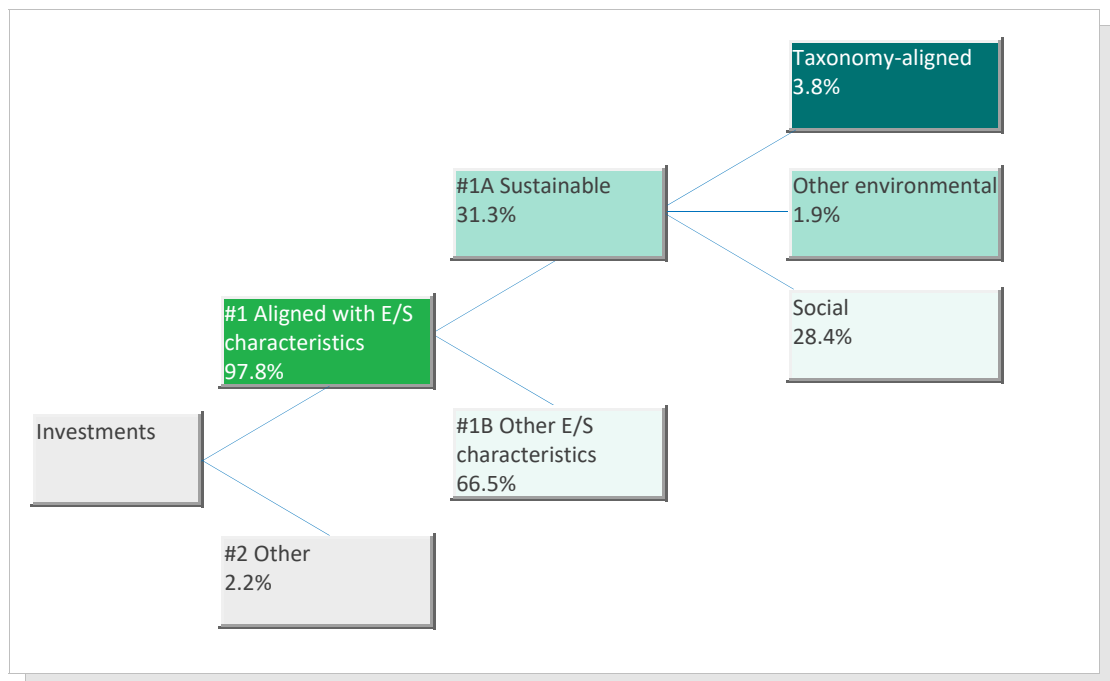 Investments
#1 Aligned with E/S
characteristics
97.8%
#2 Other
2.2%
#1A Sustainable
31.3%
#1B Other E/S
characteristics
66.5%
Taxonomy-aligned
3.8%
Other environmental
1.9%
Social
28.4%